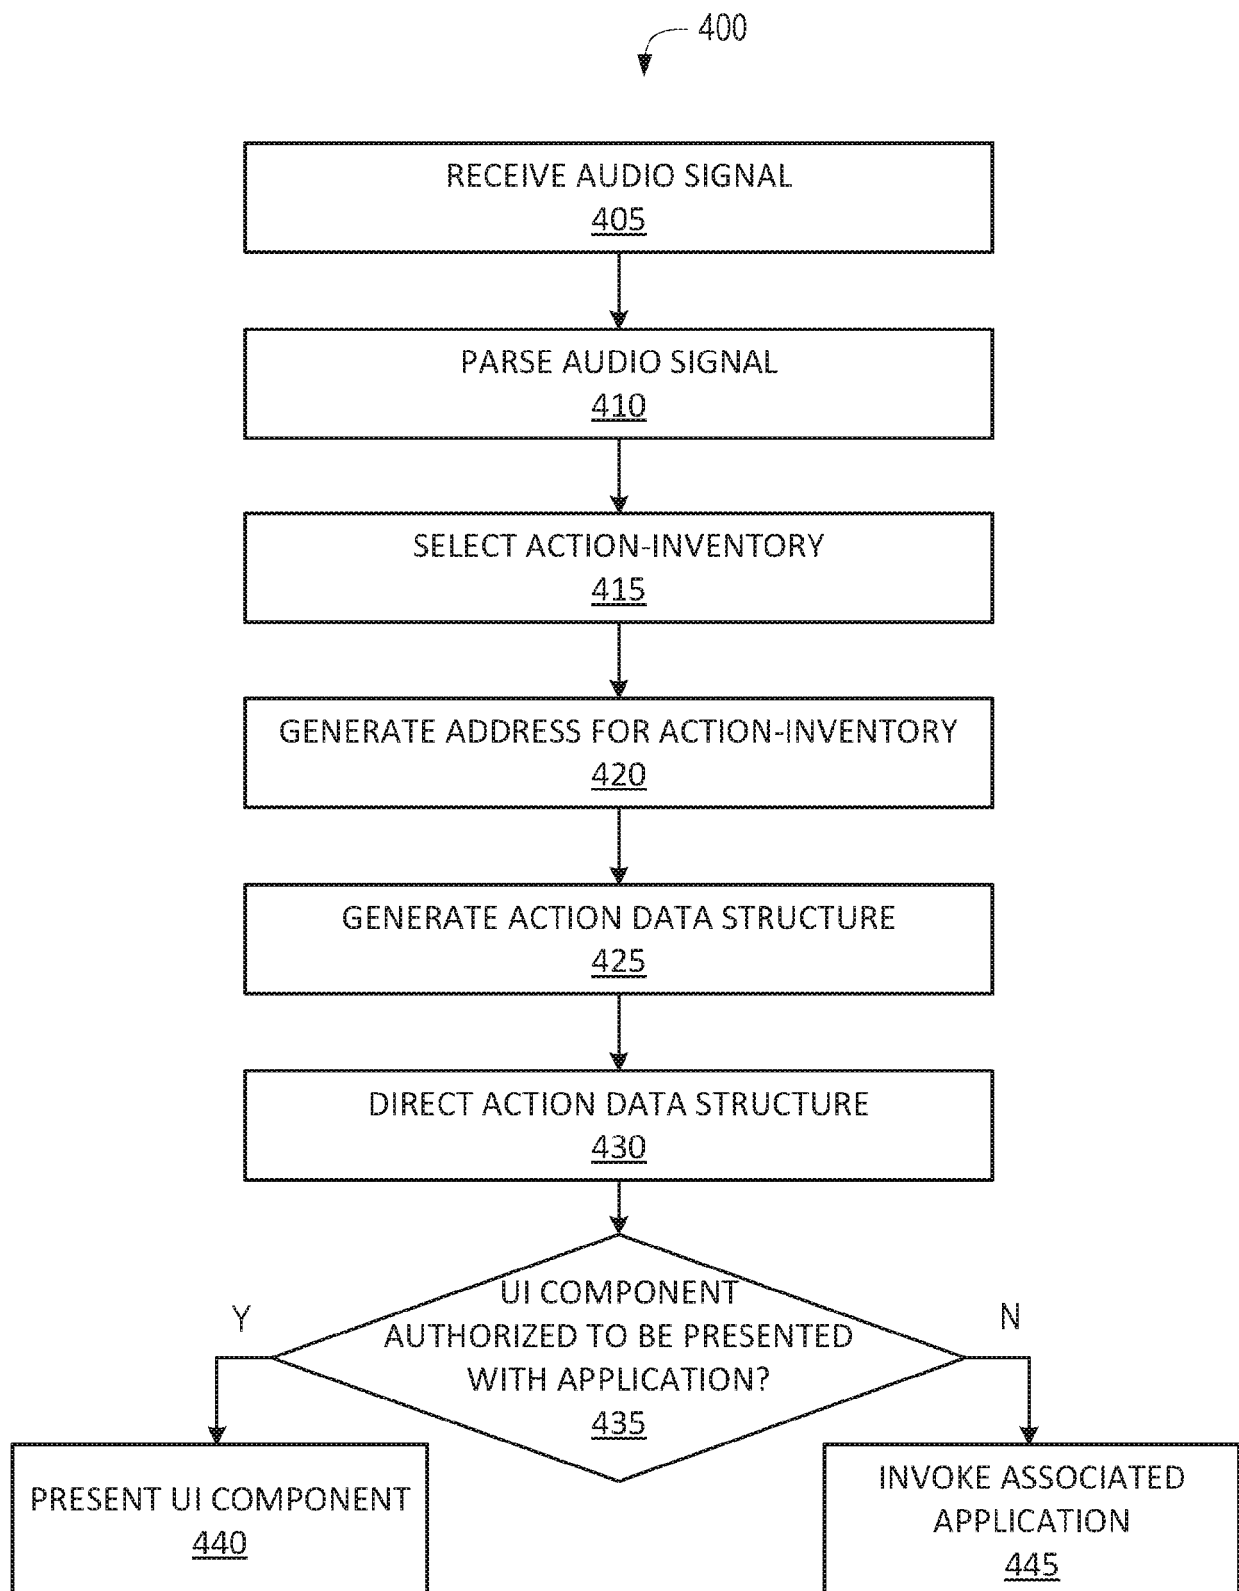 400
RECEIVE AUDIO SIGNAL
405
PARSE AUDIO SIGNAL
410
SELECT ACTION-INVENTORY
415
GENERATE ADDRESS FOR ACTION-INVENTORY
420
GENERATE ACTION DATA STRUCTURE
425
DIRECT ACTION DATA STRUCTURE
430
UI COMPONENT
AUTHORIZED TO BE PRESENTED
WITH APPLICATION?
435
Y
N
PRESENT UI COMPONENT
440
INVOKE ASSOCIATED
APPLICATION
445